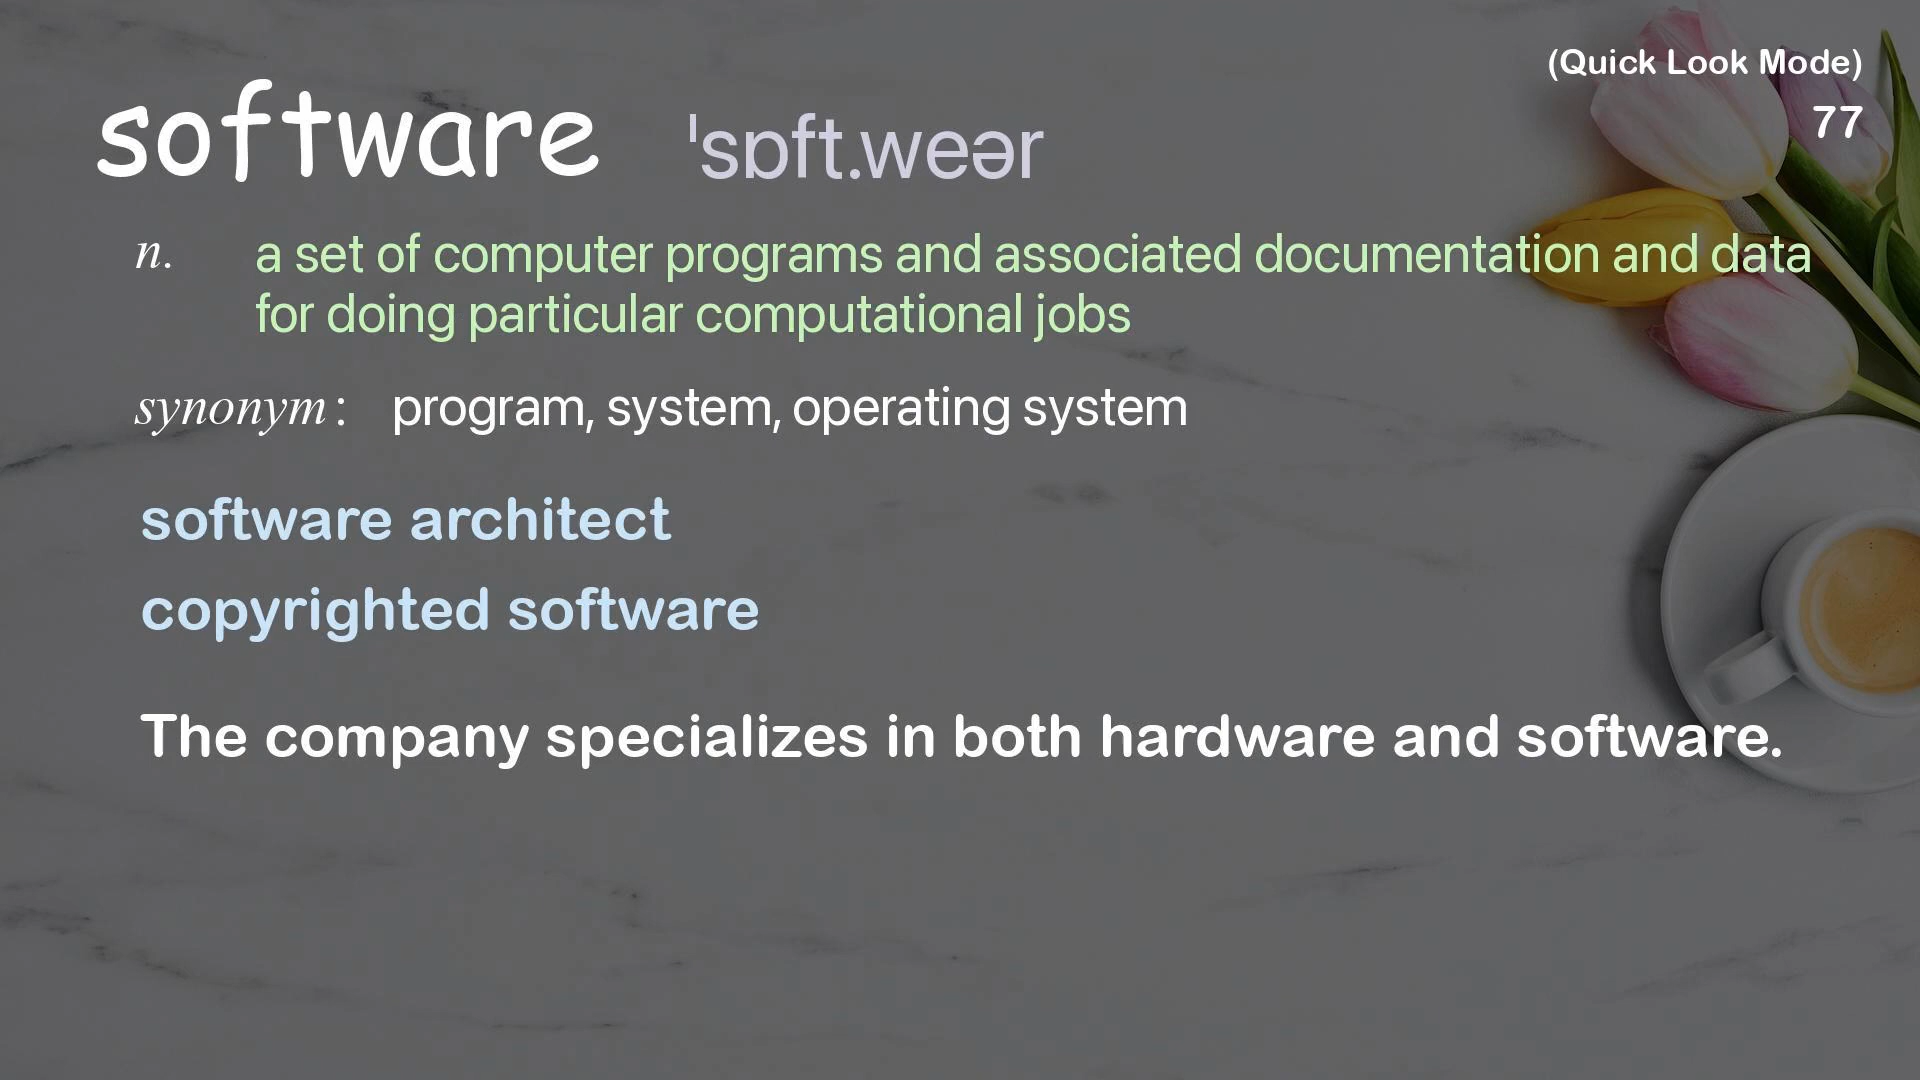 (Quick Look Mode)
77
software ˈsɒft.weər
n. a set of computer programs and associated documentation and data
for doing particular computational jobs
synonym : program, system, operating system
software architect
copyrighted software
The company specializes in both hardware and software.